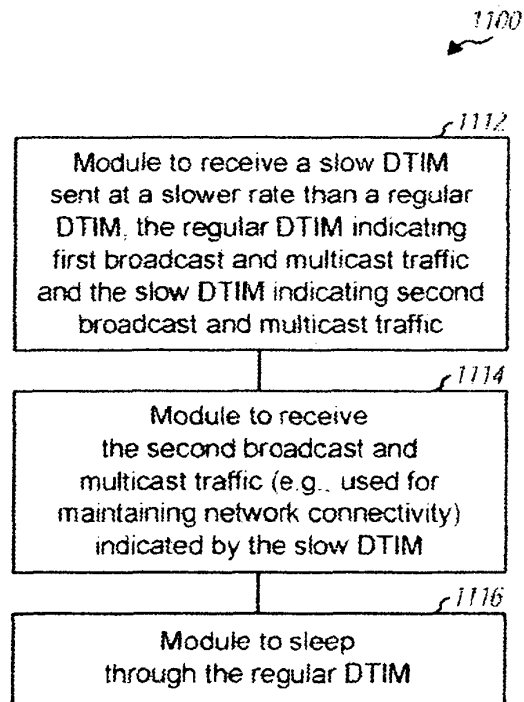 1100
1112
Module to receive a slow DTIM
sent at a slower rate than a regular
DTIM, the regular DTIM indicating
first broadcast and multicast traffic
and the slow DTIM indicating second
broadcast and multicast traffic
1114
Module to receive
the second broadcast and
multicast traffic (e.g., used for
maintaining network connectivity)
indicated by the slow DTIM
1116
Module to sleep
through the regular DTIM